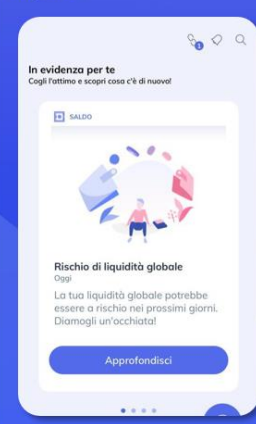 1
In evidenza per te
Cogli l'attimo e scopri cosa c'è di nuovo!
SALDO
Rischio di liquidità globale
Oggi
La tua liquidità globale potrebbe
essere a rischio nei prossimi giorni.
Diamogli un'occhiata!
Approfondisci